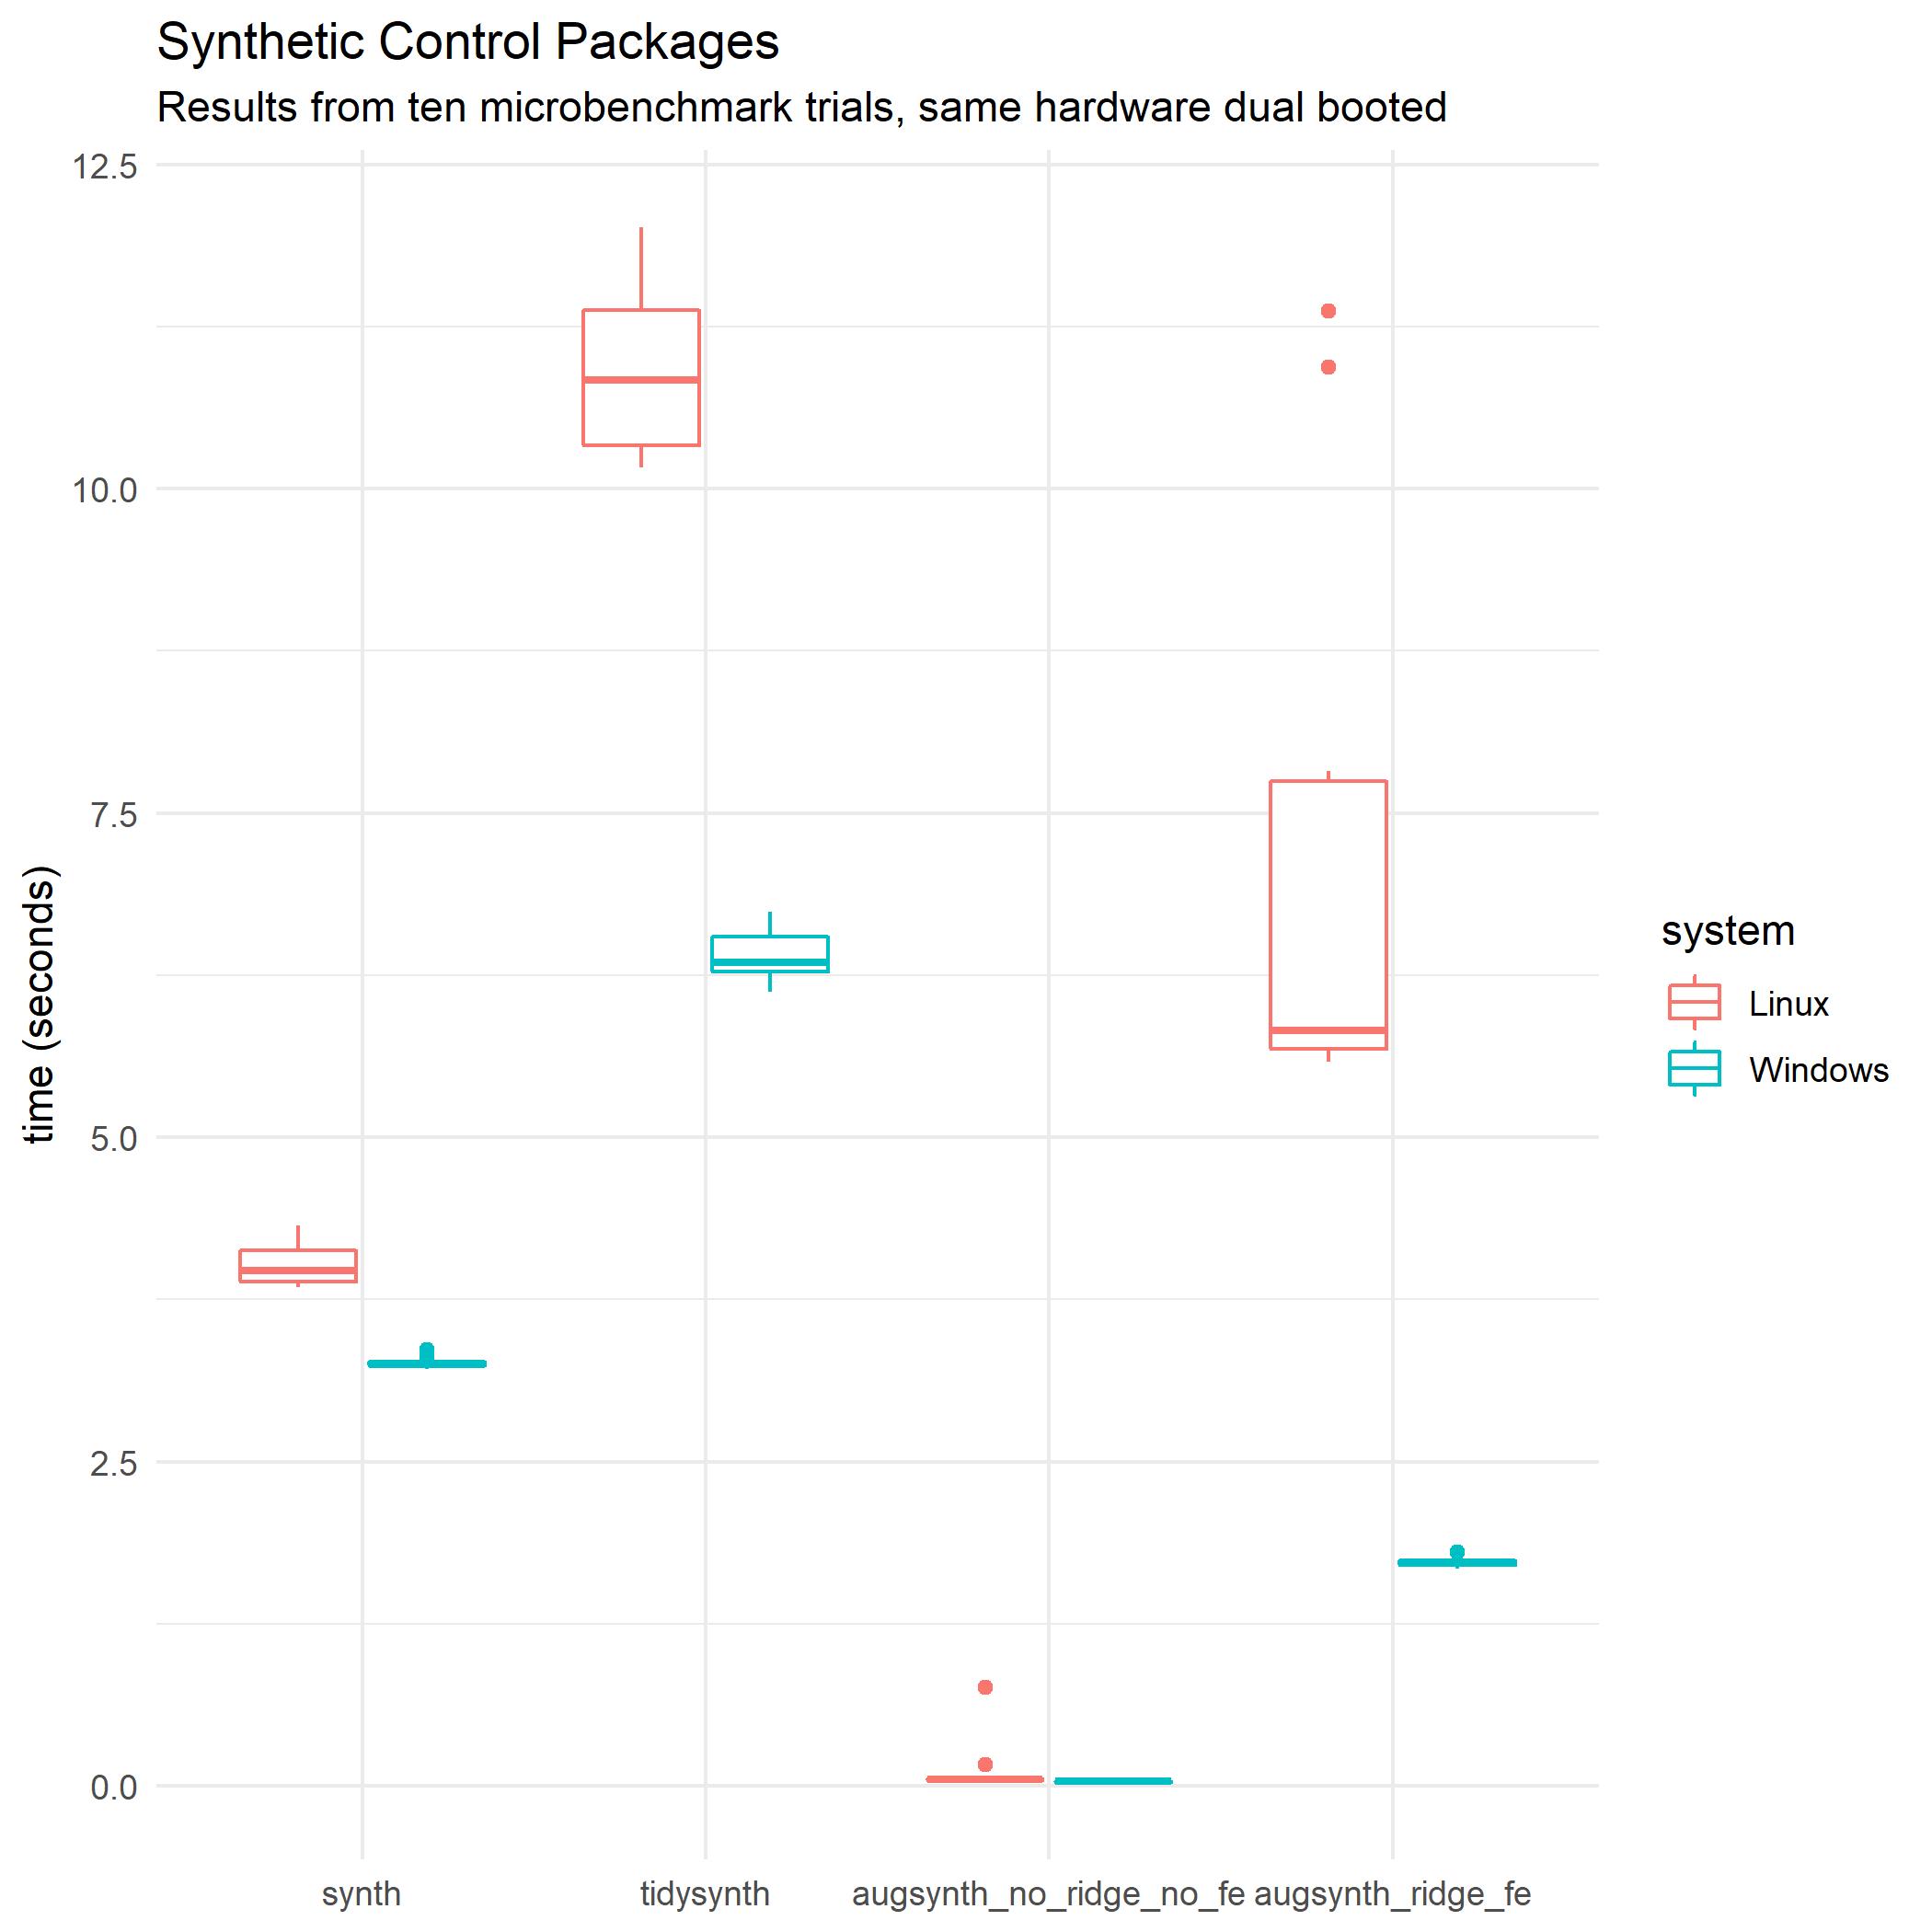 Synthetic Control Packages
Results from ten microbenchmark trials, same hardware dual booted
12.5
10.0
7.5
5.0
2.5
0.0
time (seconds)
synth
tidysynth
augsynth_no_ridge_no_fe
augsynth_ridge_fe
system
Linux
Windows